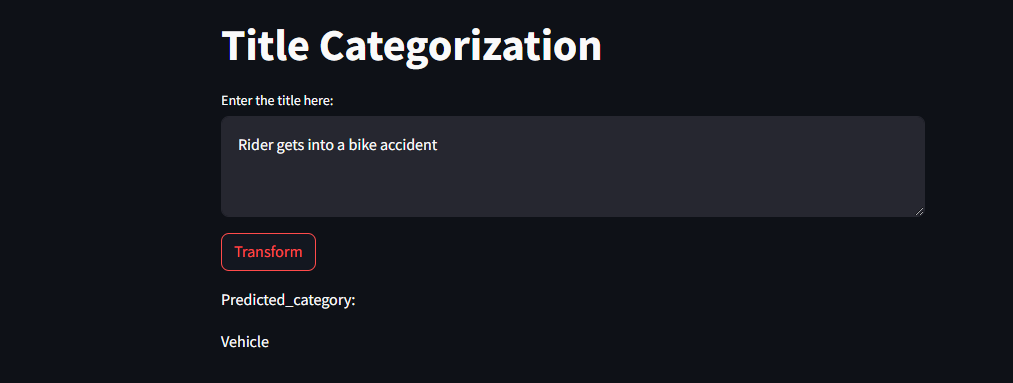 Title Categorization
Enter the title here:
Rider gets into a bike accident
Transform
Predicted_category:
Vehicle